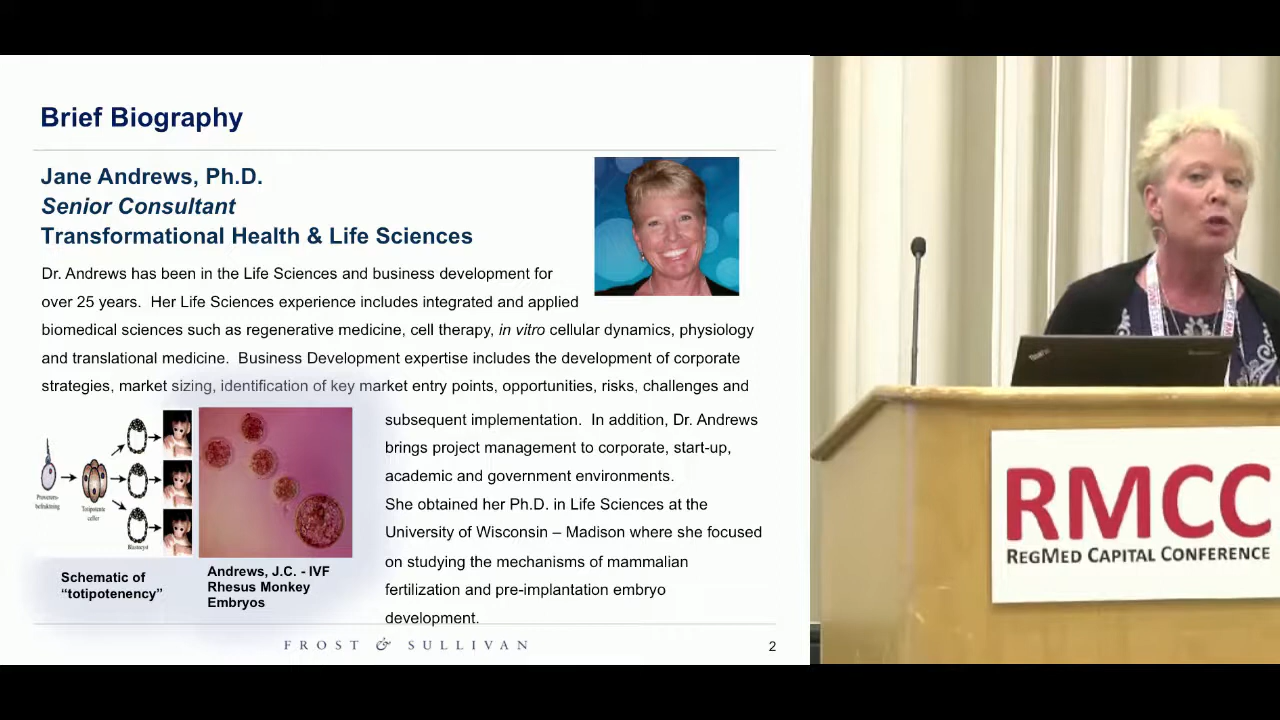 Brief Biography
Jane Andrews, Ph.D.
Senior Consultant
Transformational Health & Life Sciences
Dr. Andrews has been in the Life Sciences and business development for
over 25 years. Her Life Sciences experience includes integrated and applied
biomedical sciences such as regenerative medicine, cell therapy, in vitro cellular dynamics, physiology
and translational medicine. Business Development expertise includes the development of corporate
strategies, market sizing, identification of key market entry points, opportunities, risks, challenges and
subsequent implementation. In addition, Dr. Andrews
brings project management to corporate, start-up,
academic and government environments.
She obtained her Ph.D. in Life Sciences at the
University of Wisconsin – Madison where she focused
on studying the mechanisms of mammalian
fertilization and pre-implantation embryo
development.
Totipotente
celler
Blastocyst
Schematic of
“totipotenency”
Andrews, J.C. - IVF
Rhesus Monkey
Embryos
FROST & SULLIVAN
2
ThinkPad
RMCC
REGMED CAPITAL CONFERENCE